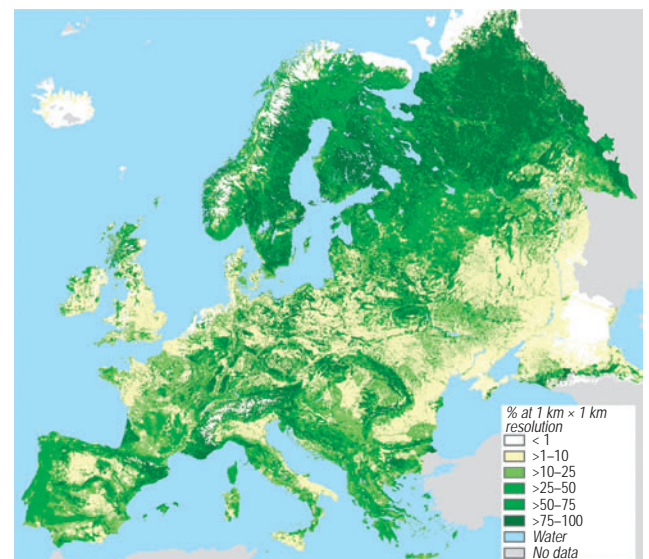 % at 1 km × 1 km
resolution
< 1
>1–10
>10–25
>25–50
>50–75
>75–100
Water
No data